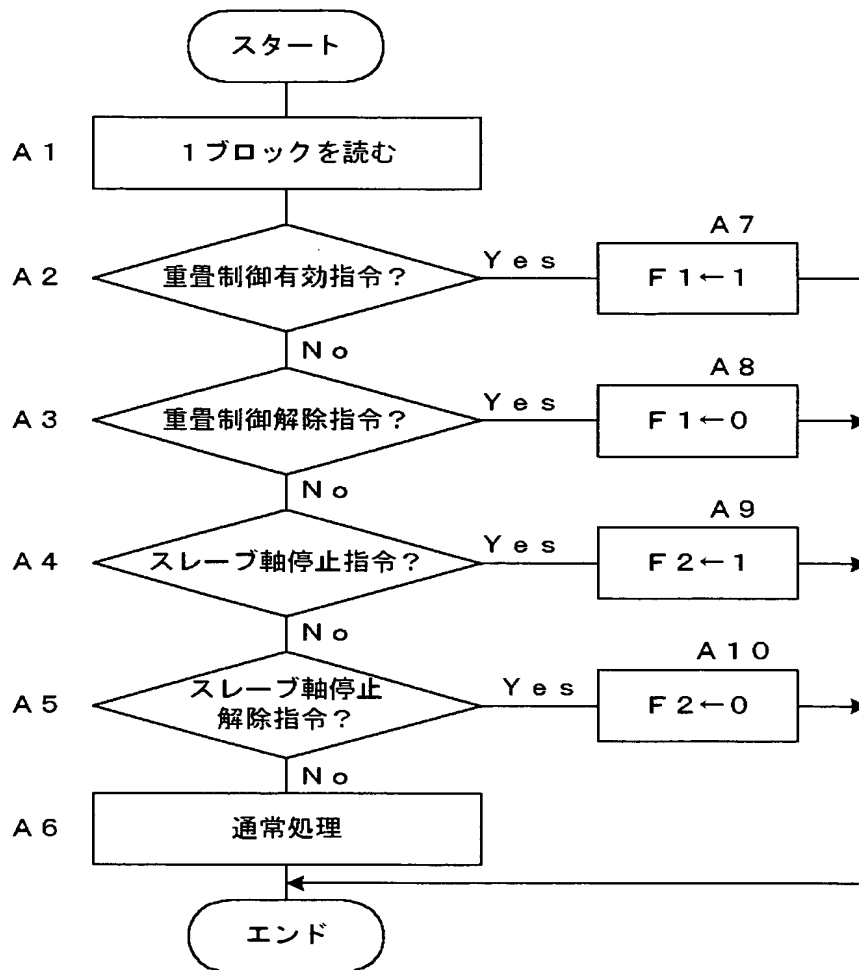 スタート
A1
1ブロックを読む
A2
重畳制御有効指令?
Yes
A7
F1←1
No
A3
重畳制御解除指令?
Yes
A8
F1←0
No
A4
スレーブ軸停止指令?
Yes
A9
F2←1
No
A5
スレーブ軸停止
解除指令?
Yes
A10
F2←0
No
A6
通常処理
エンド